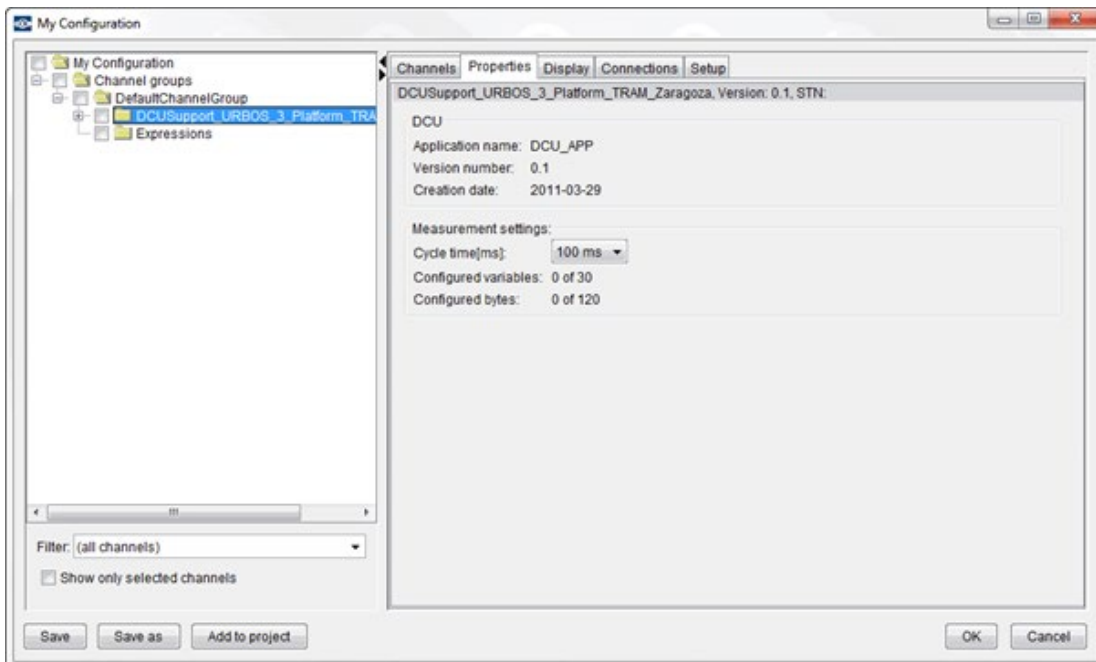 My Configuration
My Configuration
Channel groups
DefaultChannelGroup
DCUSupport_URBOS_3_Platform_TRA
Expressions
Filter: (all channels)
Show only selected channels
Channels Properties Display Connections Setup
DCUSupport_URBOS_3_Platform_TRAM_Zaragoza, Version: 0.1, STN:
DCU
Application name: DCU_APP
Version number: 0.1
Creation date: 2011-03-29
Measurement settings:
Cycle time[ms]: 100 ms
Configured variables: 0 of 30
Configured bytes: 0 of 120
Save Save as Add to project OK Cancel